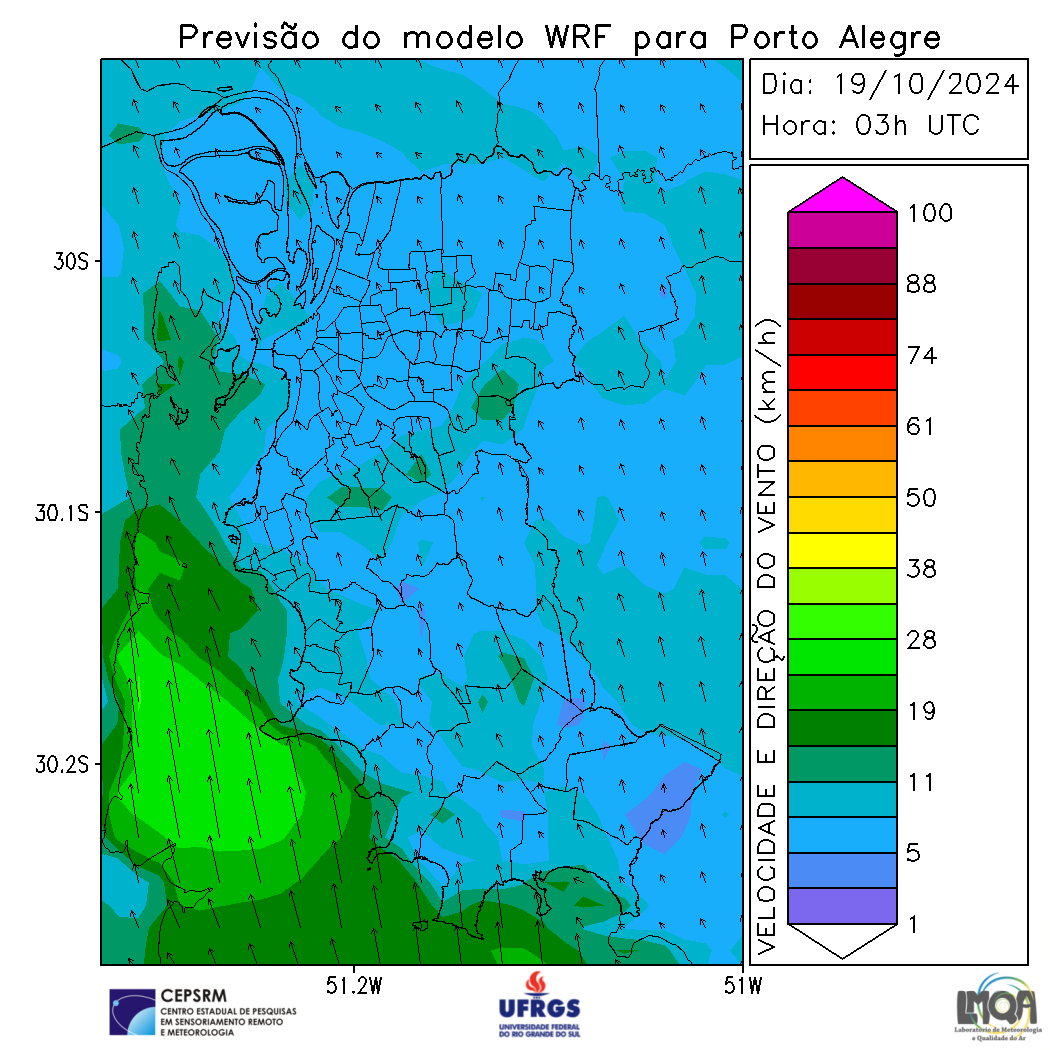 Previsão do modelo WRF para Porto Alegre
Dia: 19/10/2024
Hora: 03h UTC
VELOCIDADE E DIREÇÃO DO VENTO (km/h)
100
88
74
61
50
38
28
19
11
5
1
30S
30.1S
30.2S
51.2W
51W
CEPSRM
CENTRO ESTADUAL DE PESQUISAS
EM SENSORIAMENTO REMOTO
E METEOROLOGIA
UFRGS
UNIVERSIDADE FEDERAL
DO RIO GRANDE DO SUL
LMQA
Laboratório de Meteorologia
e Qualidade do Ar